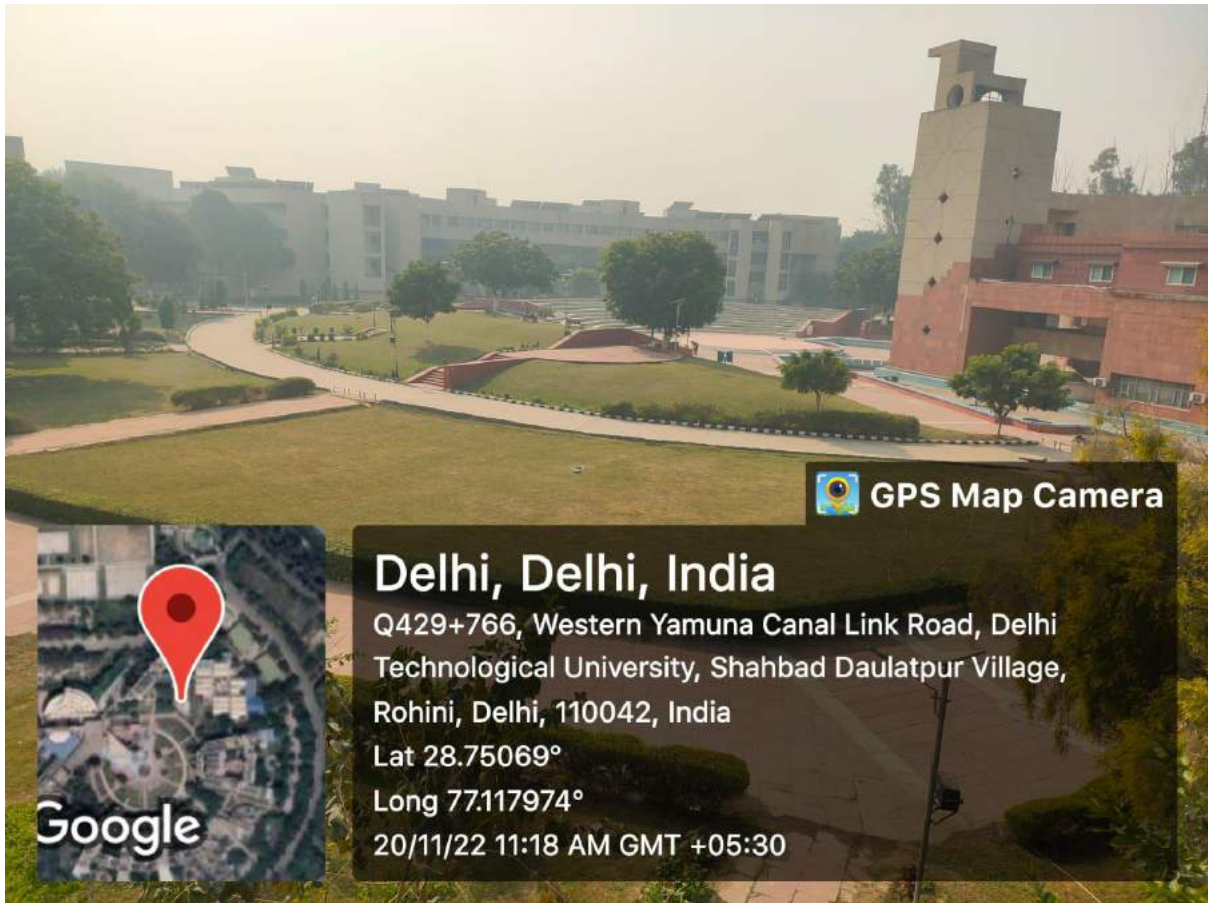 GPS Map Camera
Delhi, Delhi, India
Q429+766, Western Yamuna Canal Link Road, Delhi
Technological University, Shahbad Daulatpur Village,
Rohini, Delhi, 110042, India
Lat 28.75069°
Long 77.117974°
20/11/22 11:18 AM GMT +05:30
Google